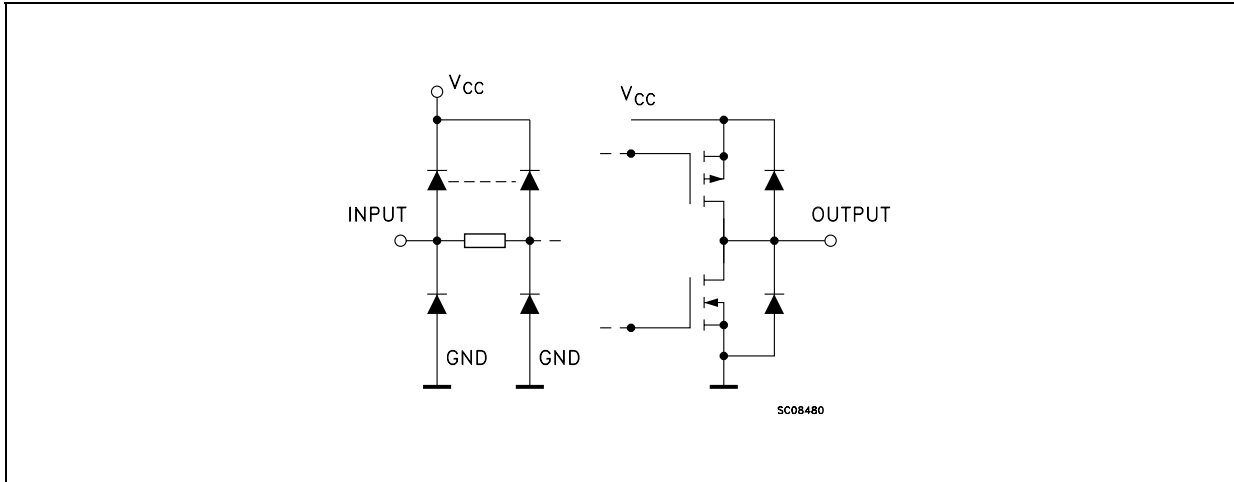 VCC
VCC
INPUT
OUTPUT
GND
GND
SC08480